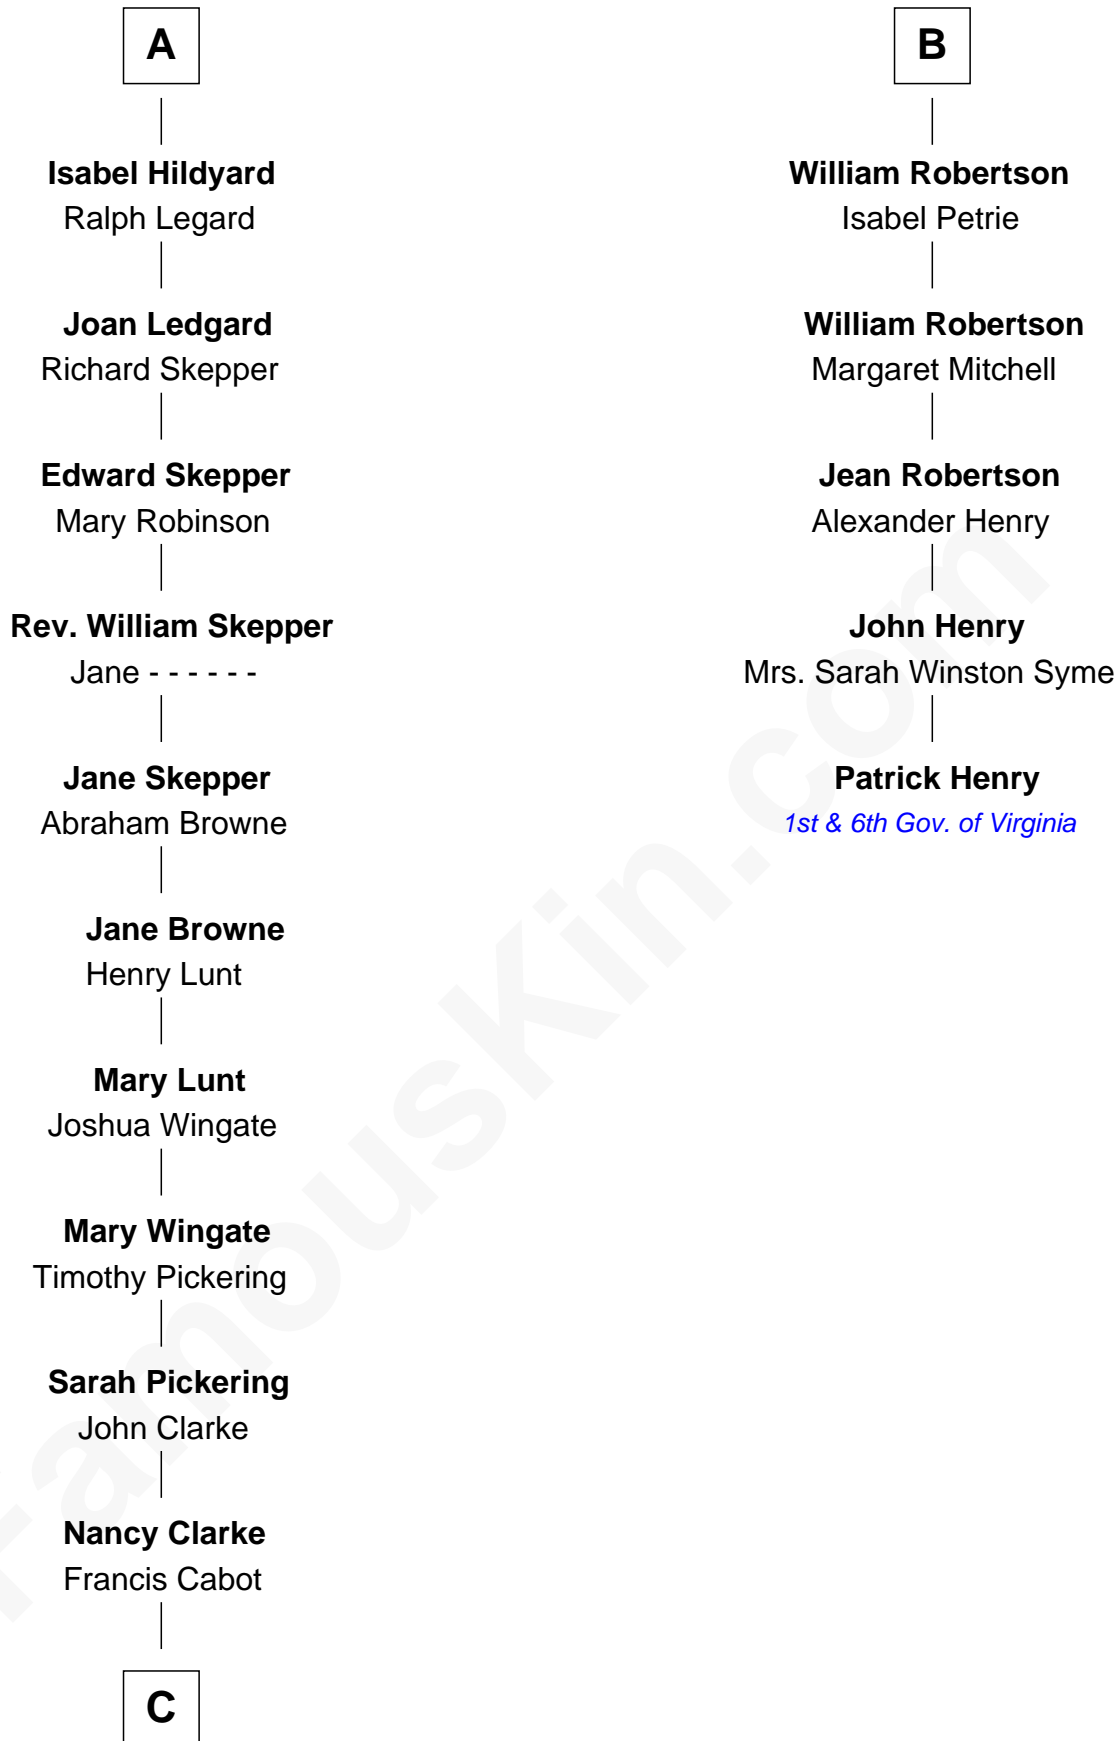 A
Isabel Hildyard
Ralph Legard
Joan Ledgard
Richard Skepper
Edward Skepper
Mary Robinson
Rev. William Skepper
Jane - - - - - -
Jane Skepper
Abraham Browne
Jane Browne
Henry Lunt
Mary Lunt
Joshua Wingate
Mary Wingate
Timothy Pickering
Sarah Pickering
John Clarke
Nancy Clarke
Francis Cabot
C
B
William Robertson
Isabel Petrie
William Robertson
Margaret Mitchell
Jean Robertson
Alexander Henry
John Henry
Mrs. Sarah Winston Syme
Patrick Henry
1st & 6th Gov. of Virginia
FamousKin.com